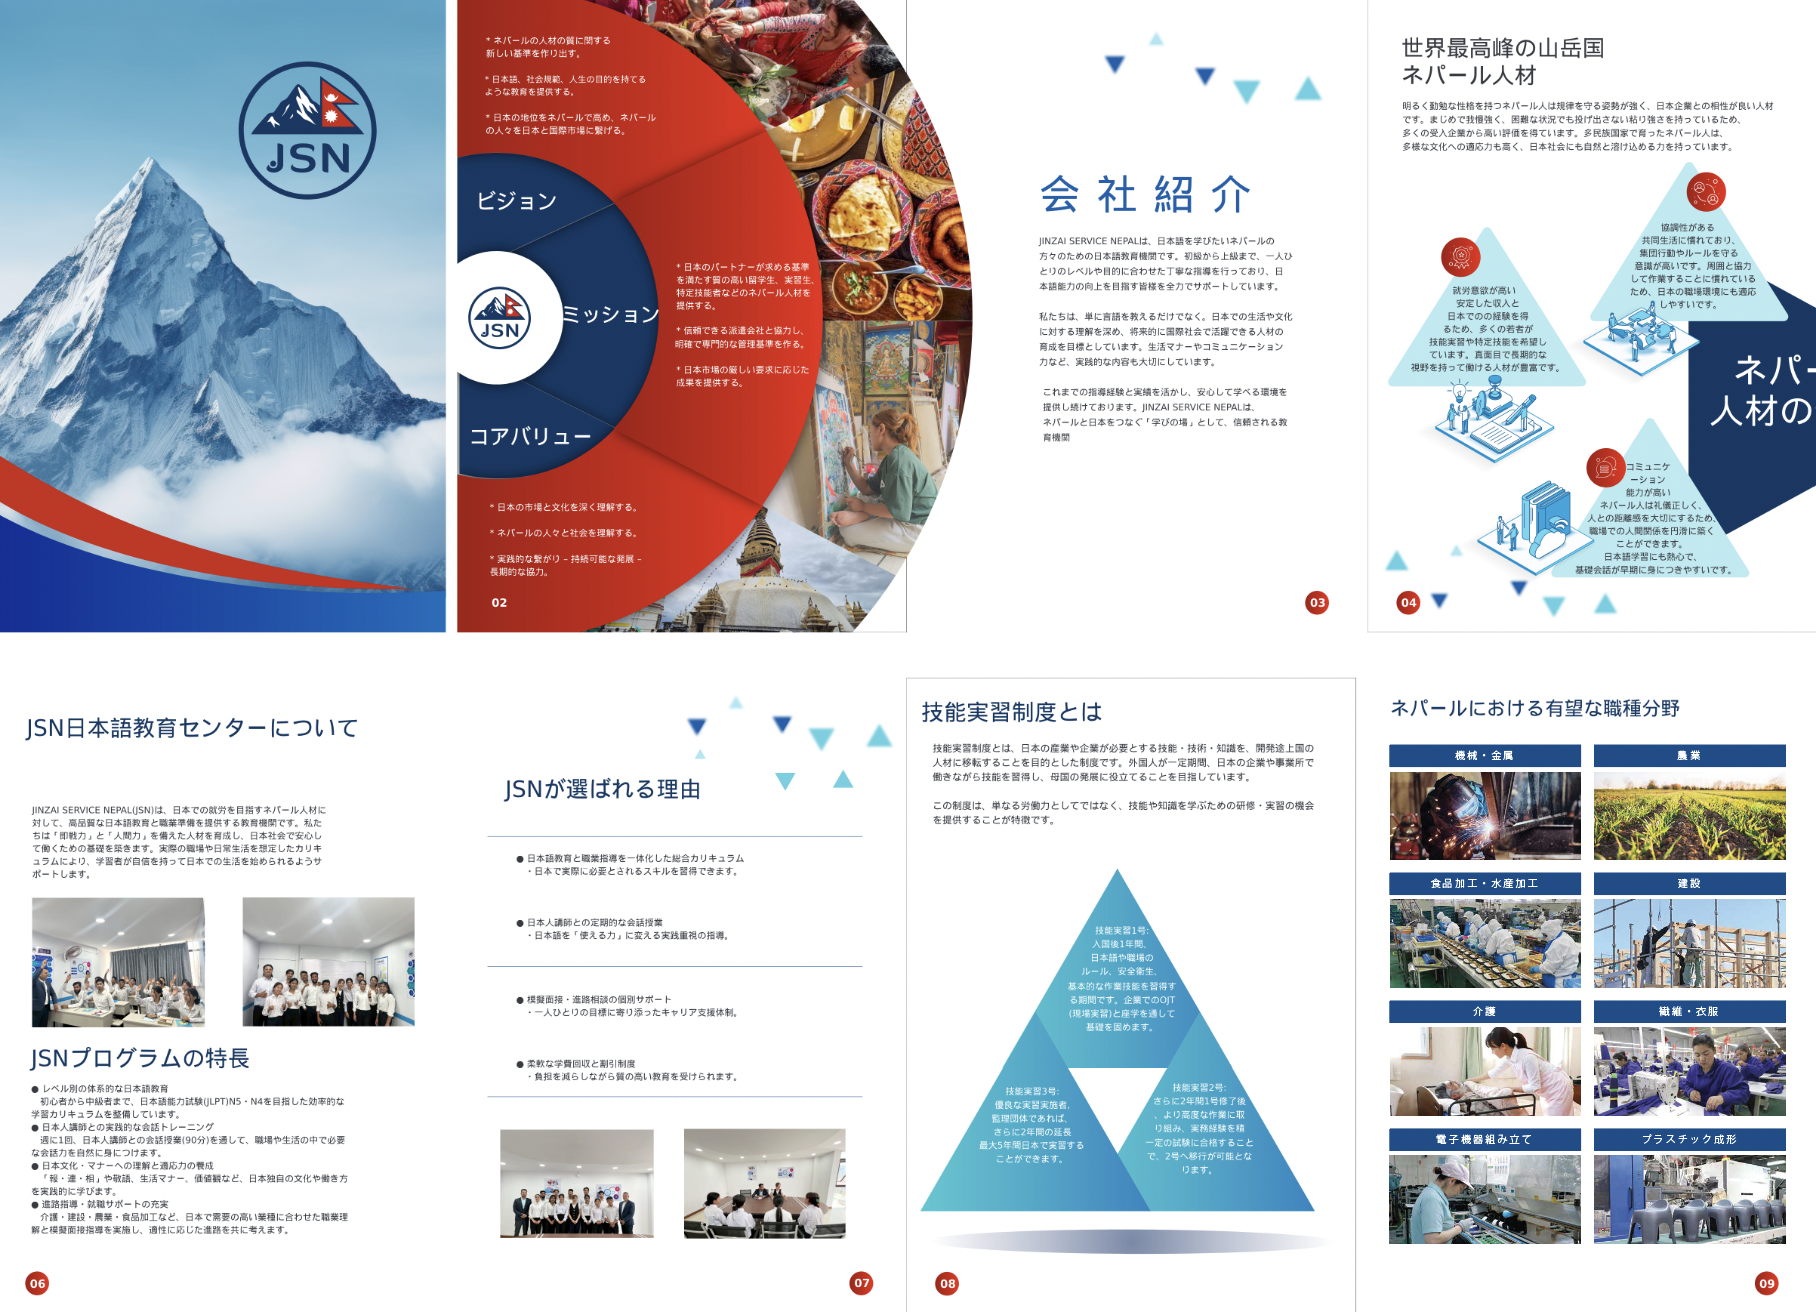 JSN
* ネパールの人材の質に関する
新しい基準を作り出す。
* 日本語、社会規範、人生の目的を持てる
ような教育を提供する。
* 日本の地位をネパールで高め、ネパール
の人々を日本と国際市場に繋げる。
ビジョン
* 日本のパートナーが求める基準
を満たす質の高い留学生、実習生、
特定技能者などのネパール人材を
提供する。
* 信頼できる派遣会社と協力し、
明確で専門的な管理基準を作る。
* 日本市場の厳しい要求に応じた
成果を提供する。
ミッション
JSN
コアバリュー
* 日本の市場と文化を深く理解する。
* ネパールの人々と社会を理解する。
* 実践的な繋がり – 持続可能な発展 –
長期的な協力。
02
会社紹介
JINZAI SERVICE NEPALは、日本語を学びたいネパールの
方々のための日本語教育機関です。初級から上級まで、一人ひ
とりのレベルや目的に合わせた丁寧な指導を行っており、日
本語能力の向上を目指す皆様を全力でサポートしています。
私たちは、単に言語を教えるだけでなく。日本での生活や文化
に対する理解を深め、将来的に国際社会で活躍できる人材の
育成を目標としています。生活マナーやコミュニケーション
力など、実践的な内容も大切にしています。
これまでの指導経験と実績を活かし、安心して学べる環境を
提供し続けております。JINZAI SERVICE NEPALは、
ネパールと日本をつなぐ「学びの場」として、信頼される教
育機関
03
世界最高峰の山岳国
ネパール人材
明るく勤勉な性格を持つネパール人は規律を守る姿勢が強く、日本企業との相性が良い人材
です。まじめで我慢強く、困難な状況でも投げ出さない粘り強さを持っているため、
多くの受入企業から高い評価を得ています。多民族国家で育ったネパール人は、
多様な文化への適応力も高く、日本社会にも自然と溶け込める力を持っています。
協調性がある
共同生活に慣れており、
集団行動やルールを守る
意識が高いです。周囲と協力
して作業することに慣れている
ため、日本の職場環境にも適応
しやすいです。
就労意欲が高い
安定した収入と
日本でのの経験を得
るため、多くの若者が
技能実習や特定技能を希望し
ています。真面目で長期的な
視野を持って働ける人材が豊富です。
ネパー
人材の
コミュニケ
ーション
能力が高い
ネパール人は礼儀正しく、
人との距離感を大切にするため、
職場での人間関係を円滑に築く
ことができます。
日本語学習にも熱心で、
基礎会話が早期に身につきやすいです。
04
JSN日本語教育センターについて
JINZAI SERVICE NEPAL(JSN)は、日本での就労を目指すネパール人材に
対して、高品質な日本語教育と職業準備を提供する教育機関です。私た
ちは「即戦力」と「人間力」を備えた人材を育成し、日本社会で安心し
て働くための基礎を築きます。実際の職場や日常生活を想定したカリキ
ュラムにより、学習者が自信を持って日本での生活を始められるようサ
ポートします。
JSNプログラムの特長
● レベル別の体系的な日本語教育
初心者から中級者まで、日本語能力試験(JLPT)N5・N4を目指した効率的な
学習カリキュラムを整備しています。
● 日本人講師との実践的な会話トレーニング
週に1回、日本人講師との会話授業(90分)を通して、職場や生活の中で必要
な会話力を自然に身につけます。
● 日本文化・マナーへの理解と適応力の養成
「報・連・相」や敬語、生活マナー、価値観など、日本独自の文化や働き方
を実践的に学びます。
● 進路指導・就職サポートの充実
介護・建設・農業・食品加工など、日本で需要の高い業種に合わせた職業理
解と模擬面接指導を実施し、適性に応じた進路を共に考えます。
06
JSNが選ばれる理由
● 日本語教育と職業指導を一体化した総合カリキュラム
・日本で実際に必要とされるスキルを習得できます。
● 日本人講師との定期的な会話授業
・日本語を「使える力」に変える実践重視の指導。
● 模擬面接・進路相談の個別サポート
・一人ひとりの目標に寄り添ったキャリア支援体制。
● 柔軟な学費回収と割引制度
・負担を減らしながら質の高い教育を受けられます。
07
技能実習制度とは
技能実習制度とは、日本の産業や企業が必要とする技能・技術・知識を、開発途上国の
人材に移転することを目的とした制度です。外国人が一定期間、日本の企業や事業所で
働きながら技能を習得し、母国の発展に役立てることを目指しています。
この制度は、単なる労働力としてではなく、技能や知識を学ぶための研修・実習の機会
を提供することが特徴です。
技能実習1号:
入国後1年間、
日本語や職場の
ルール、安全衛生、
基本的な作業技能を習得す
る期間です。企業でのOJT
(現場実習)と座学を通して
基礎を固めます。
技能実習3号:
優良な実習実施者、
監理団体であれば、
さらに2年間の延長
最大5年間日本で実習する
ことができます。
技能実習2号:
さらに2年間1号修了後
、より高度な作業に取
り組み、実務経験を積
一定の試験に合格すること
で、2号へ移行が可能とな
ります。
08
ネパールにおける有望な職種分野
機械・金属
農業
食品加工・水産加工
建設
介護
繊維・衣服
電子機器組み立て
プラスチック成形
09